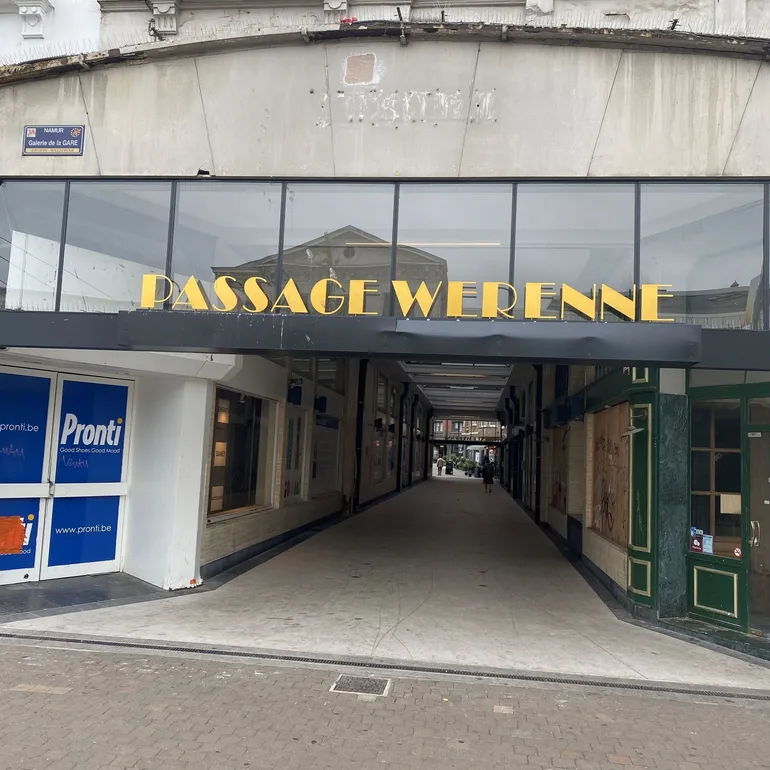 NAMUR
Galerie de la GARE
PASSAGE WERENNE
pronti.be
Pronti
Good Shoes Good Mood
www.pronti.be